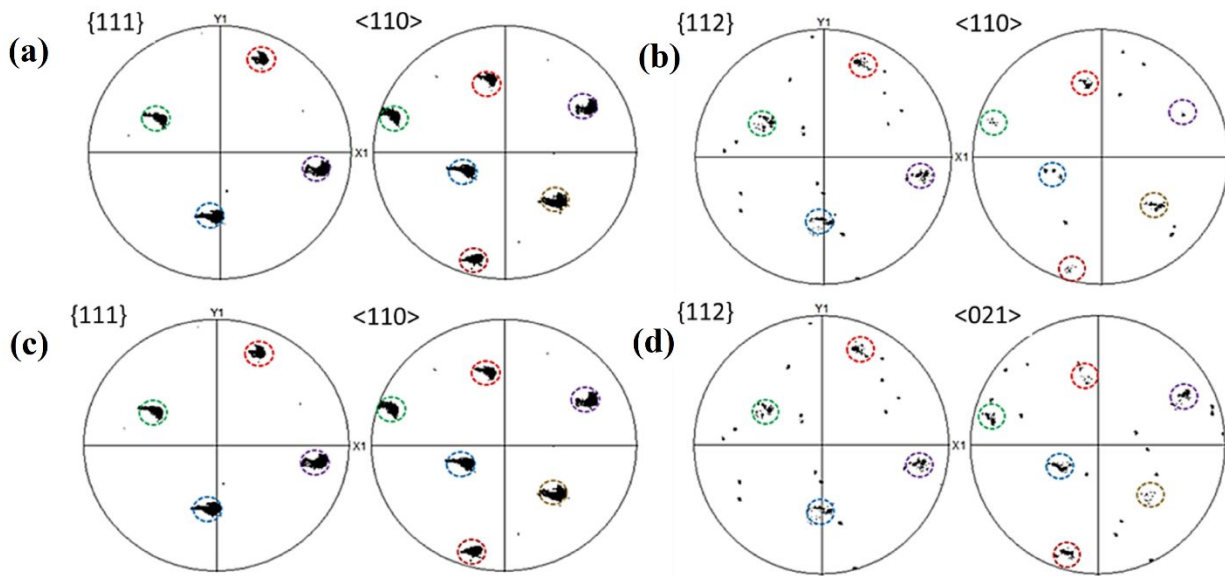 (a)
{111}
Y1
<110>
X1
(b)
{112}
Y1
<110>
X1
(c)
{111}
Y1
<110>
X1
(d)
{112}
Y1
<021>
X1